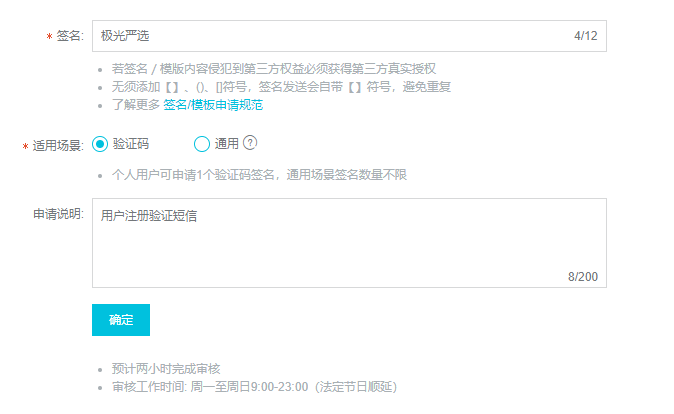 * 签名: 极光严选 4/12
若签名 / 模版内容侵犯到第三方权益必须获得第三方真实授权
无须添加【】、()、[]符号，签名发送会自带【】符号，避免重复
了解更多 签名/模板申请规范
* 适用场景: 验证码 通用 ?
个人用户可申请1个验证码签名，通用场景签名数量不限
申请说明: 用户注册验证短信
8/200
确定
预计两小时完成审核
审核工作时间: 周一至周日9:00-23:00（法定节日顺延）